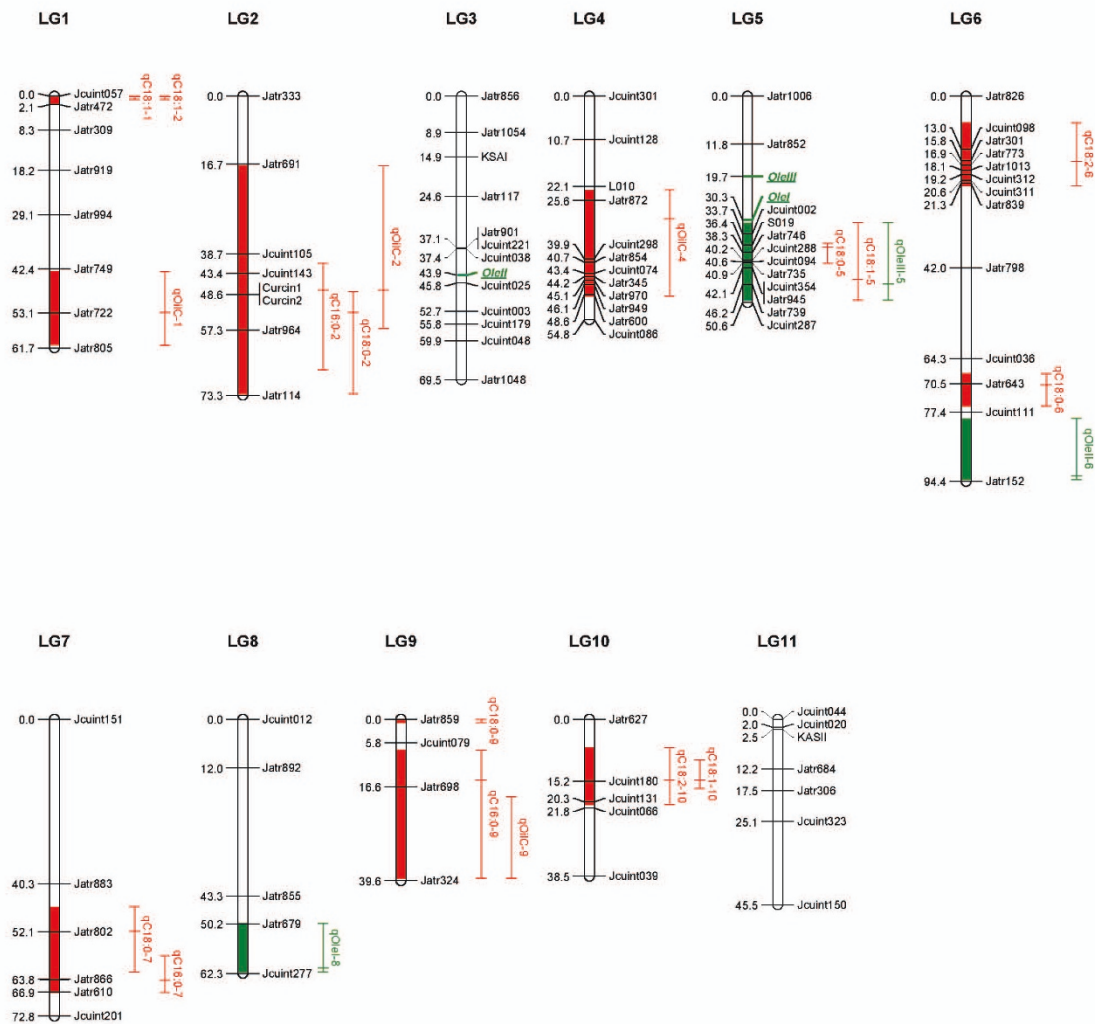 LG1
0.0 Jcuint057
2.1 Jatr472
8.3 Jatr309
18.2 Jatr919
29.1 Jatr994
42.4 Jatr749
53.1 Jatr722
61.7 Jatr805
qC18:1-1
qC18:1-2
qOilC-1
LG2
0.0 Jatr333
16.7 Jatr691
38.7 Jcuint105
43.4 Jcuint143
48.6 Curcin1
Curcin2
57.3 Jatr964
73.3 Jatr114
qC16:0-2
qC18:0-2
qOilC-2
LG3
0.0 Jatr856
8.9 Jatr1054
14.9 KSAI
24.6 Jatr117
37.1 Jatr901
Jcuint221
37.4 Jcuint038
43.9 OleII
45.8 Jcuint025
52.7 Jcuint003
55.8 Jcuint179
59.9 Jcuint048
69.5 Jatr1048
LG4
0.0 Jcuint301
10.7 Jcuint128
22.1 L010
25.6 Jatr872
39.9 Jcuint298
40.7 Jatr854
43.4 Jcuint074
44.2 Jatr345
45.1 Jatr970
46.1 Jatr949
48.6 Jatr600
54.8 Jcuint086
qOilC-4
LG5
0.0 Jatr1006
11.8 Jatr852
19.7 OleIII
30.3 OleI
33.7 Jcuint002
36.4 S019
38.3 Jatr746
40.2 Jcuint288
40.6 Jcuint094
40.9 Jatr735
42.1 Jcuint354
Jatr945
46.2 Jatr739
50.6 Jcuint287
qC18:0-5
qC18:1-5
qOleIII-5
LG6
0.0 Jatr826
13.0 Jcuint098
15.8 Jatr301
16.9 Jatr773
18.1 Jatr1013
19.2 Jcuint312
20.6 Jcuint311
21.3 Jatr839
42.0 Jatr798
64.3 Jcuint036
70.5 Jatr643
77.4 Jcuint111
94.4 Jatr152
qC18:2-6
qC18:0-6
qOleII-6
LG7
0.0 Jcuint151
40.3 Jatr883
52.1 Jatr802
63.8 Jatr866
66.9 Jatr610
72.8 Jcuint201
qC18:0-7
qC16:0-7
LG8
0.0 Jcuint012
12.0 Jatr892
43.3 Jatr855
50.2 Jatr679
62.3 Jcuint277
qOleI-8
LG9
0.0 Jatr859
5.8 Jcuint079
16.6 Jatr698
39.6 Jatr324
qC18:0-9
qC16:0-9
qOilC-9
LG10
0.0 Jatr627
15.2 Jcuint180
20.3 Jcuint131
21.8 Jcuint066
38.5 Jcuint039
qC18:2-10
qC18:1-10
LG11
0.0 Jcuint044
2.0 Jcuint020
2.5 KASII
12.2 Jatr684
17.5 Jatr306
25.1 Jcuint323
45.5 Jcuint150